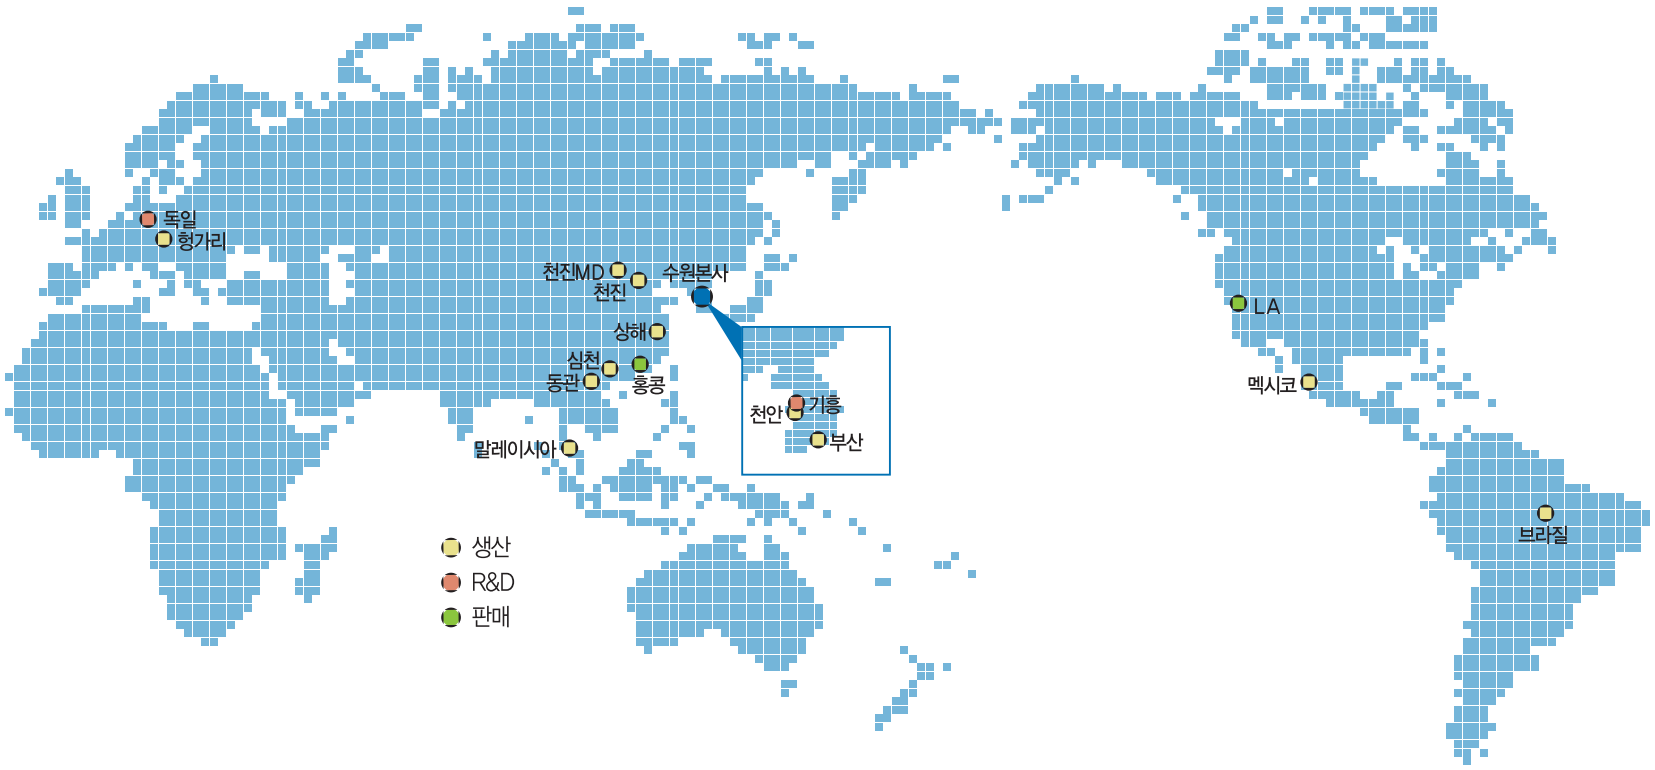 독일
헝가리
천진MD
천진
수원본사
상해
심천
동관
홍콩
말레이시아
천안
기흥
부산
LA
멕시코
브라질
생산
R&D
판매